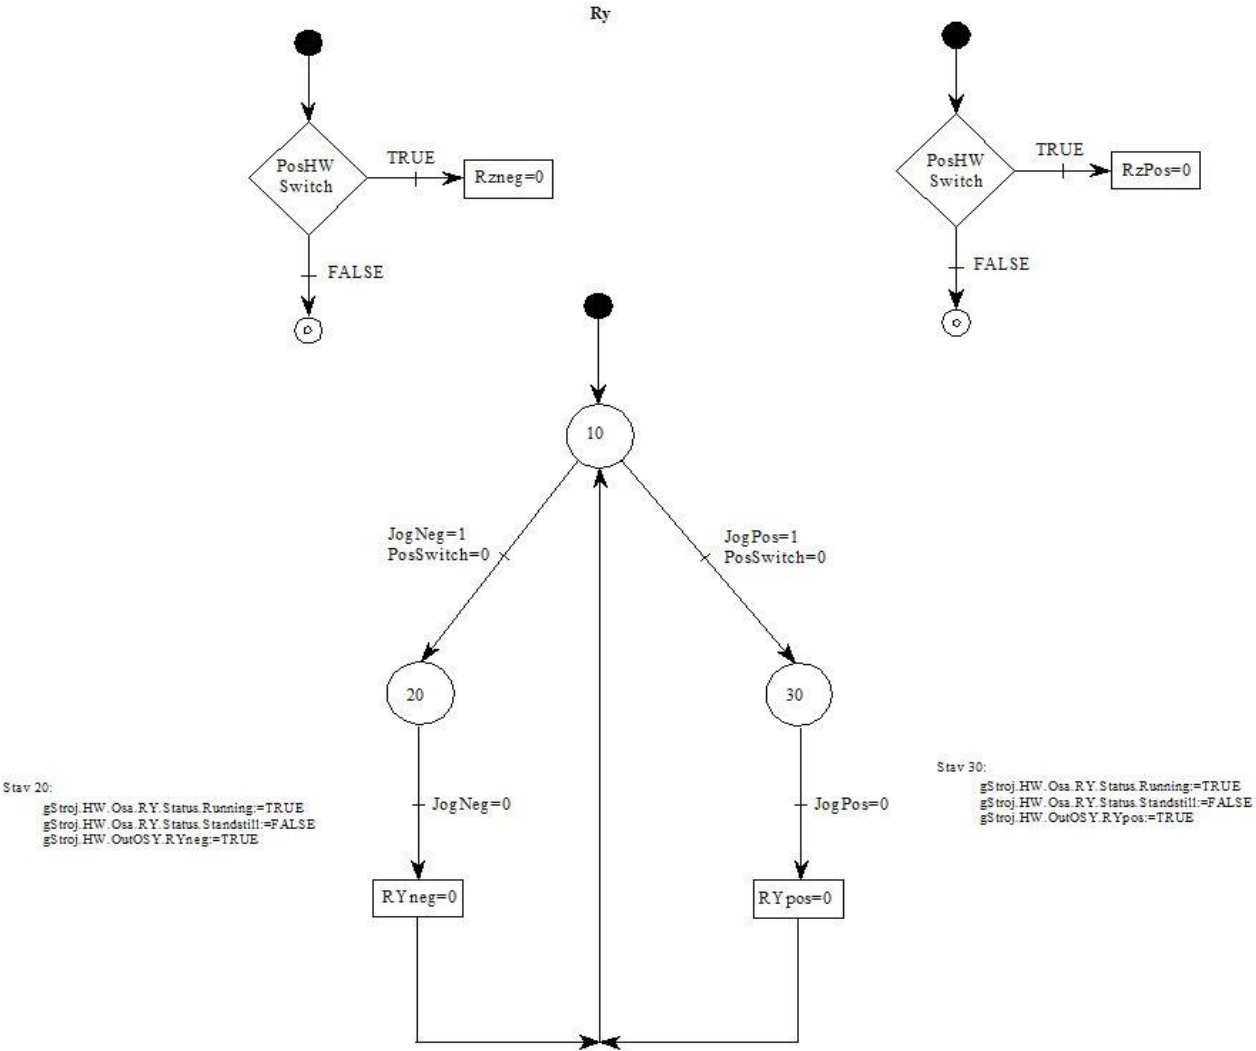 Ry
PosHW
Switch
TRUE
Rzneg=0
FALSE
PosHW
Switch
TRUE
RzPos=0
FALSE
10
JogNeg=1
PosSwitch=0
JogPos=1
PosSwitch=0
20
30
Stav 20:
gStroj.HW.Osa.RY.Status.Running:=TRUE
gStroj.HW.Osa.RY.Status.Standstill:=FALSE
gStroj.HW.OutOSY.RYneg:=TRUE
JogNeg=0
JogPos=0
Stav 30:
gStroj.HW.Osa.RY.Status.Running:=TRUE
gStroj.HW.Osa.RY.Status.Standstill:=FALSE
gStroj.HW.OutOSY.RYpos:=TRUE
RYneg=0
RYpos=0